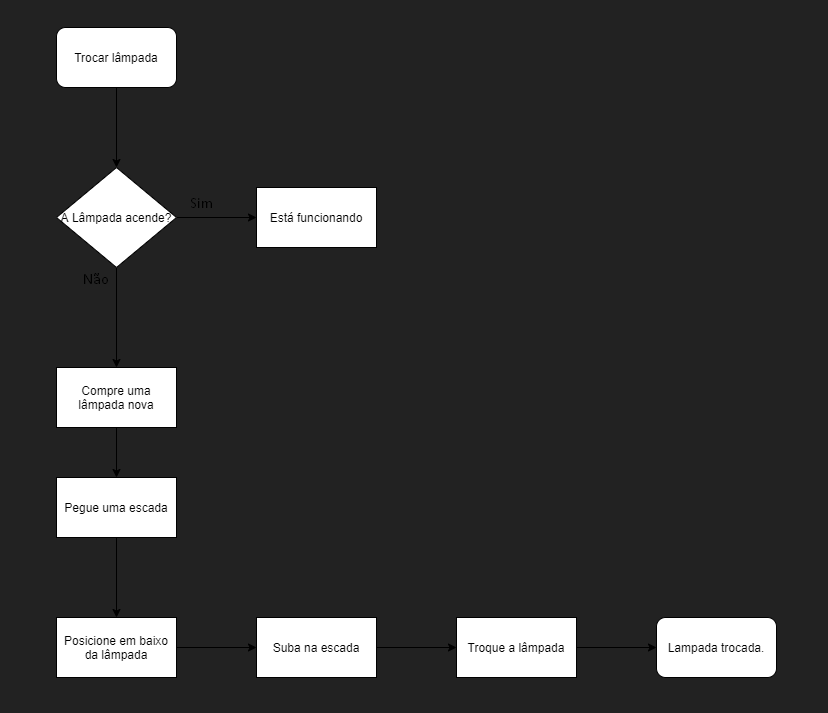 Trocar lâmpada
A Lâmpada acende?
Sim
Está funcionando
Não
Compre uma
lâmpada nova
Pegue uma escada
Posicione em baixo
da lâmpada
Suba na escada
Troque a lâmpada
Lampada trocada.